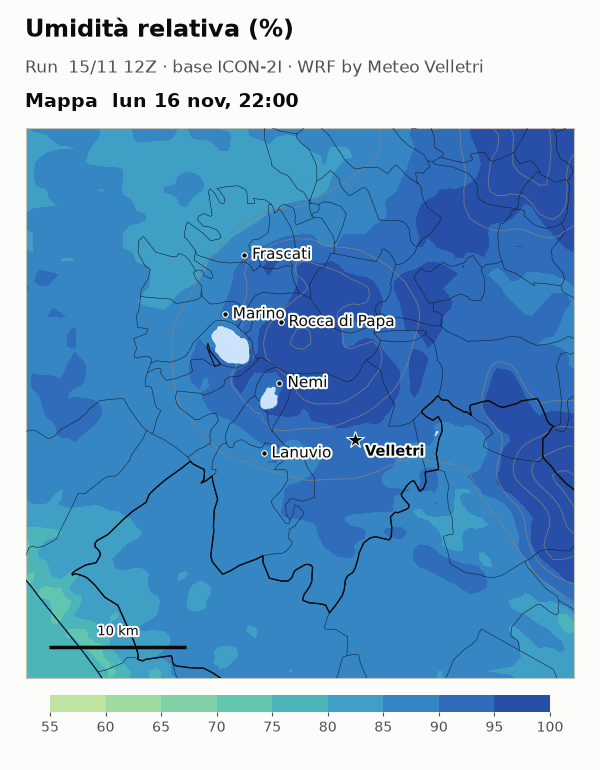 Umidità relativa (%)
Run  15/11 12Z · base ICON-2I · WRF by Meteo Velletri
Mappa  lun 16 nov, 22:00
Frascati
Marino
Rocca di Papa
Nemi
Velletri
Lanuvio
10 km
55 60 65 70 75 80 85 90 95 100